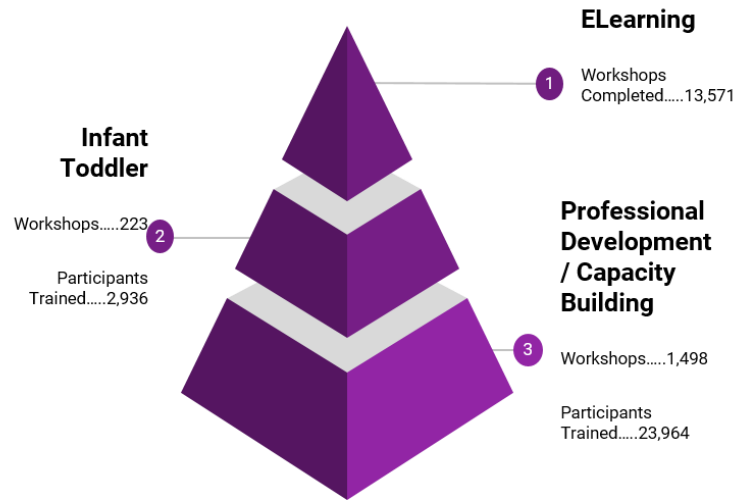 ELearning
1
Workshops
Completed.....13,571
Infant
Toddler
Workshops.....223
2
Participants
Trained.....2,936
Professional
Development
/ Capacity
Building
3
Workshops.....1,498
Participants
Trained.....23,964